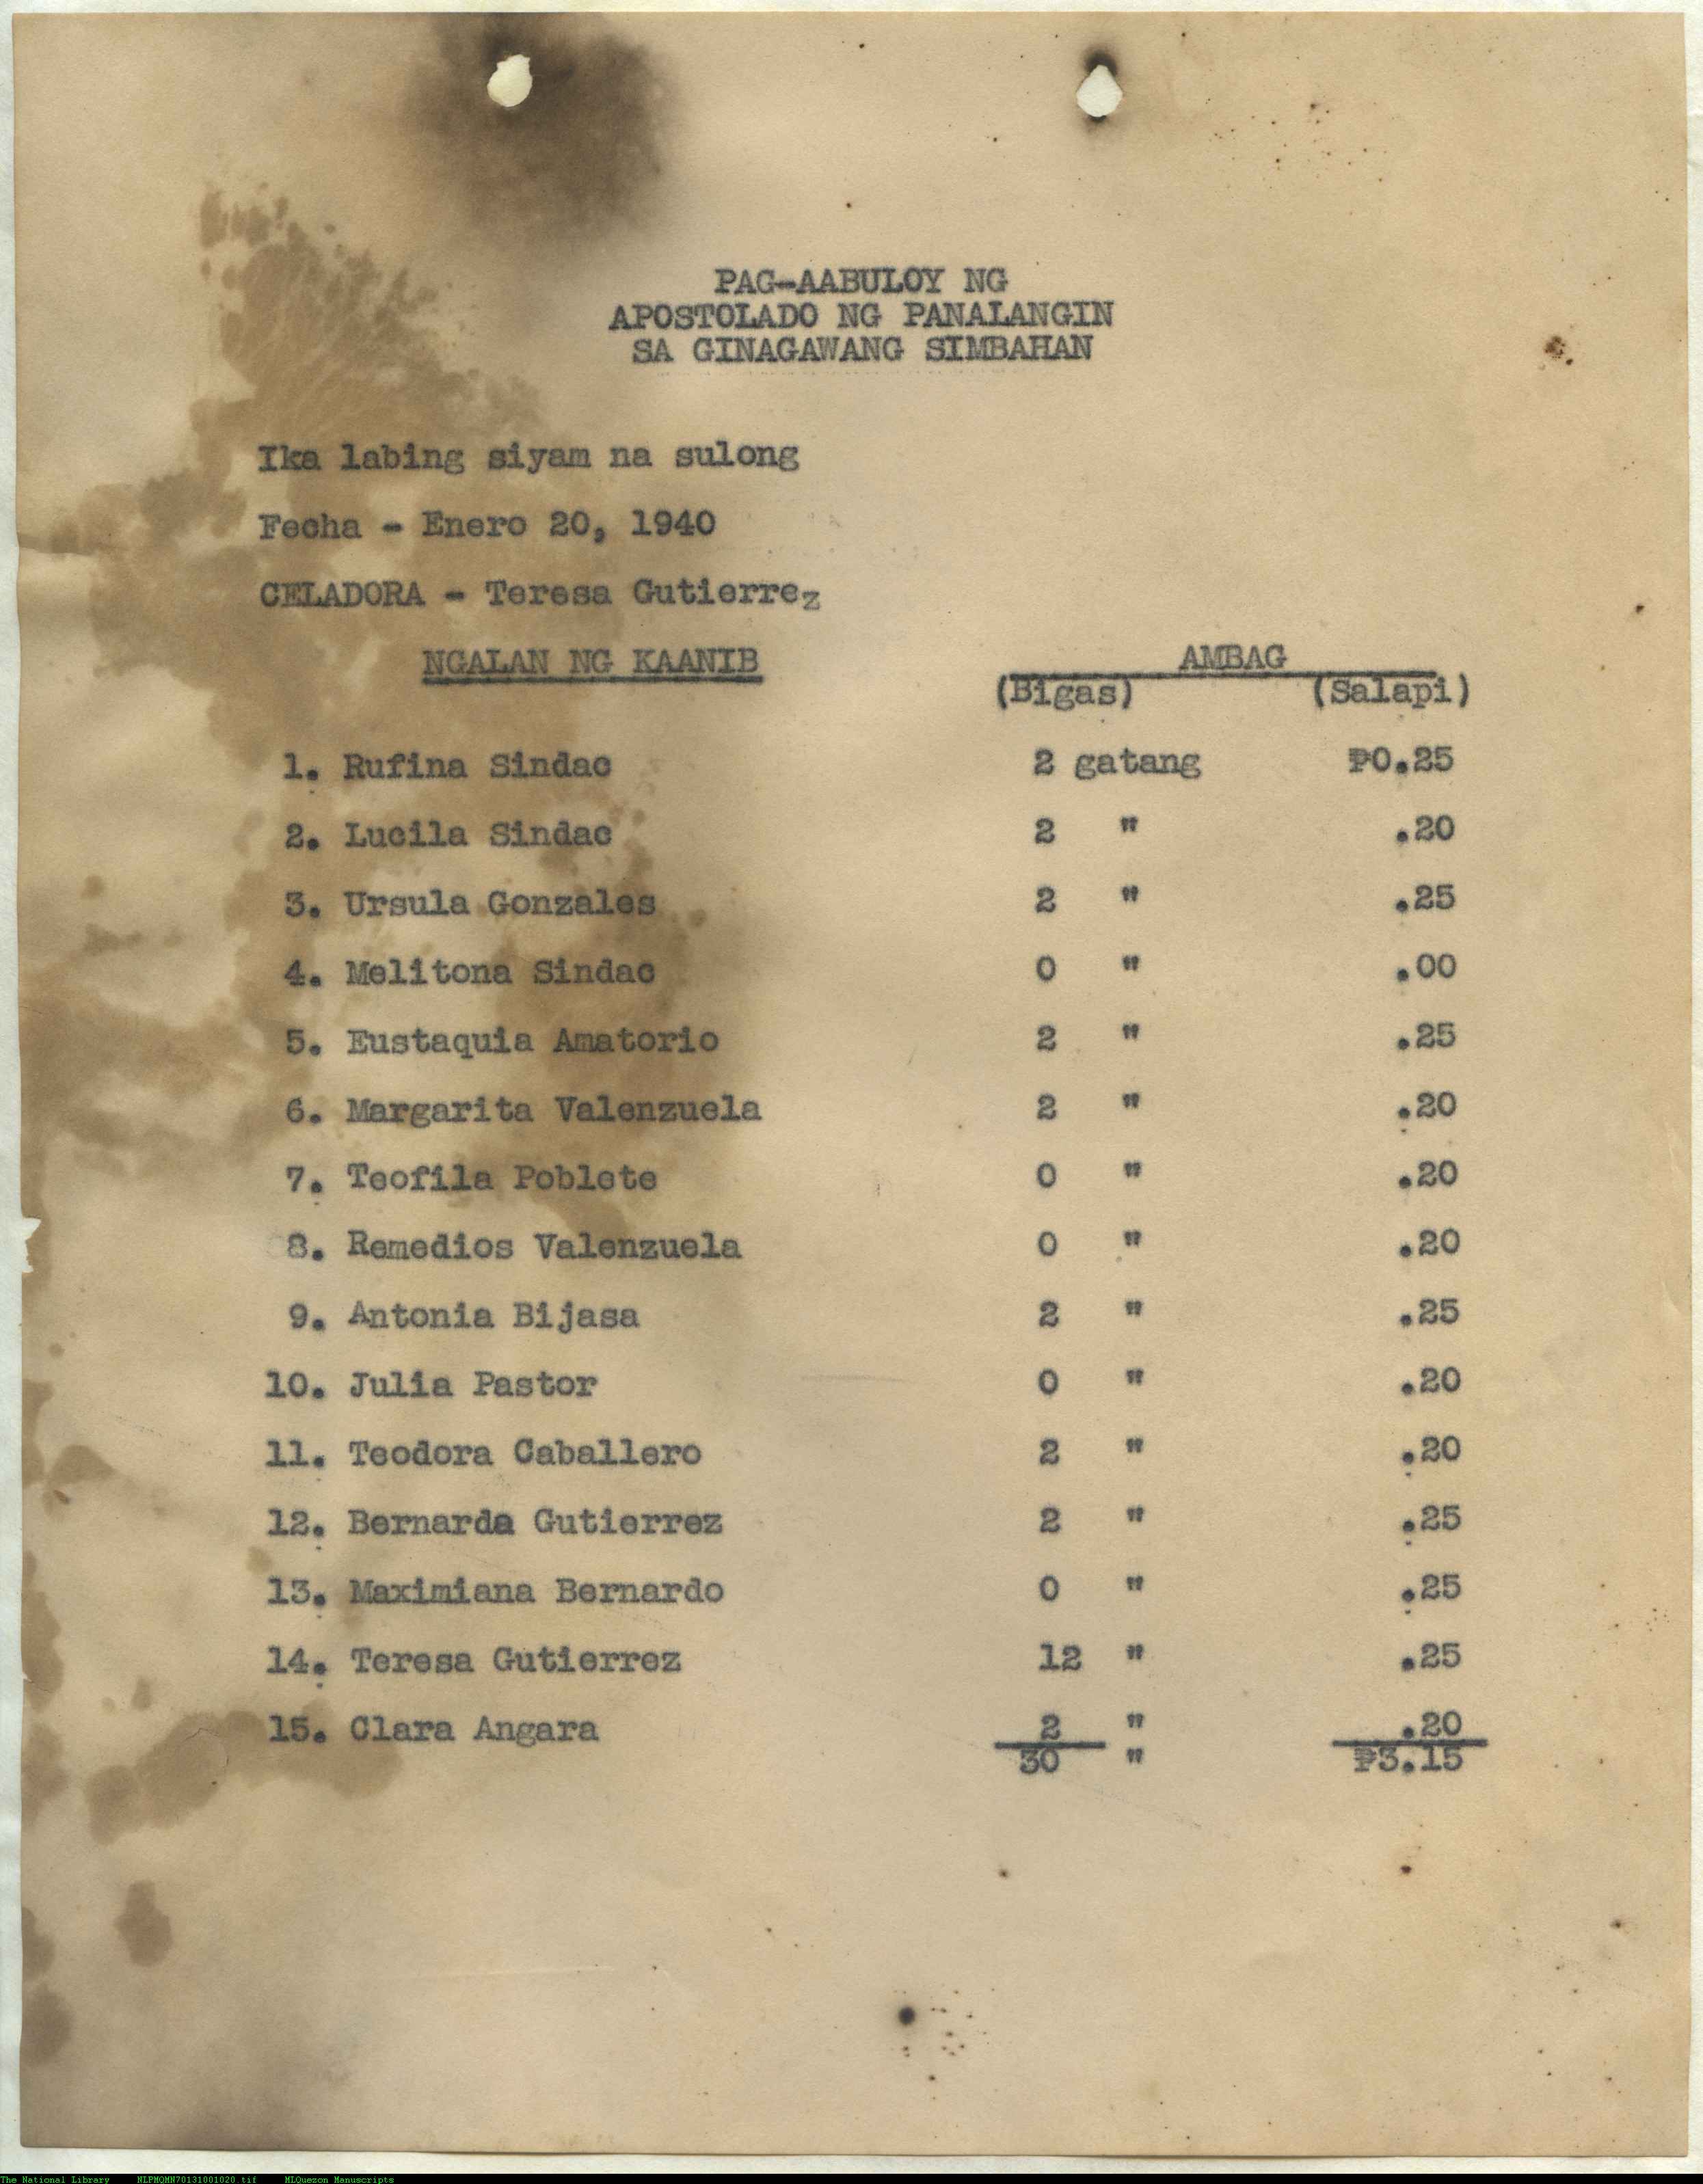 PAG-AABULOY NG
APOSTOLADO NG PANALANGIN
SA GINAGAWANG SIMBAHAN
Ika labing siyam na sulong
Fecha - Enero 20, 1940
CELADORA - Teresa Gutierrez
NGALAN NG KAANIB AMBAG
(Bigas) (Salapi)
1. Rufina Sindac 2 gatang ₱0.25
2. Lucila Sindac 2 " .20
3. Ursula Gonzales 2 " .25
4. Melitona Sindac 0 " .00
5. Eustaquia Amatorio 2 " .25
6. Margarita Valenzuela 2 " .20
7. Teofila Poblete 0 " .20
8. Remedios Valenzuela 0 " .20
9. Antonia Bijasa 2 " .25
10. Julia Pastor 0 " .20
11. Teodora Caballero 2 " .20
12. Bernarda Gutierrez 2 " .25
13. Maximiana Bernardo 0 " .25
14. Teresa Gutierrez 12 " .25
15. Clara Angara 2 " .20
30 " ₱3.15
The National Library NLPMQMN70131001020.tif MLQuezon Manuscripts